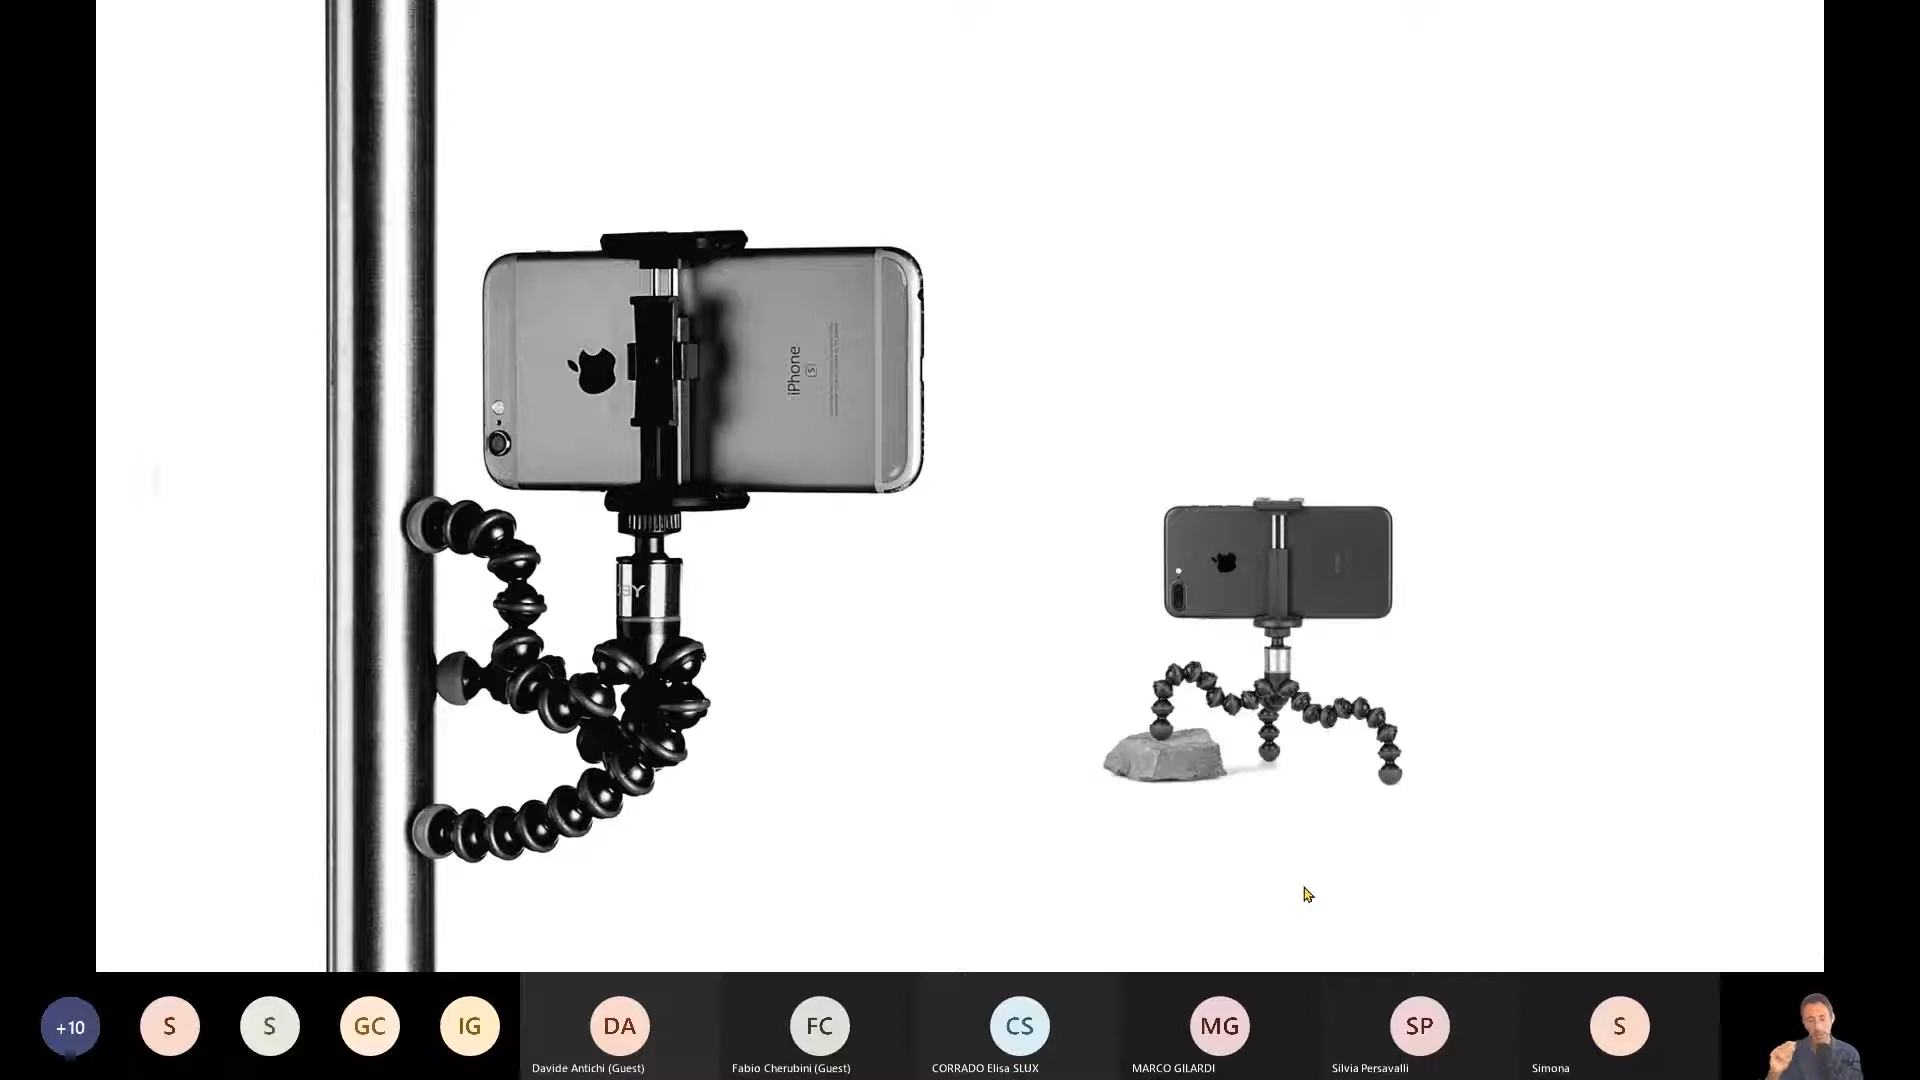 iPhone
S
BY
+10
S
S
GC
IG
DA
FC
CS
MG
SP
S
Davide Antichi (Guest)
Fabio Cherubini (Guest)
CORRADO Elisa SLUX
MARCO GILARDI
Silvia Persavalli
Simona